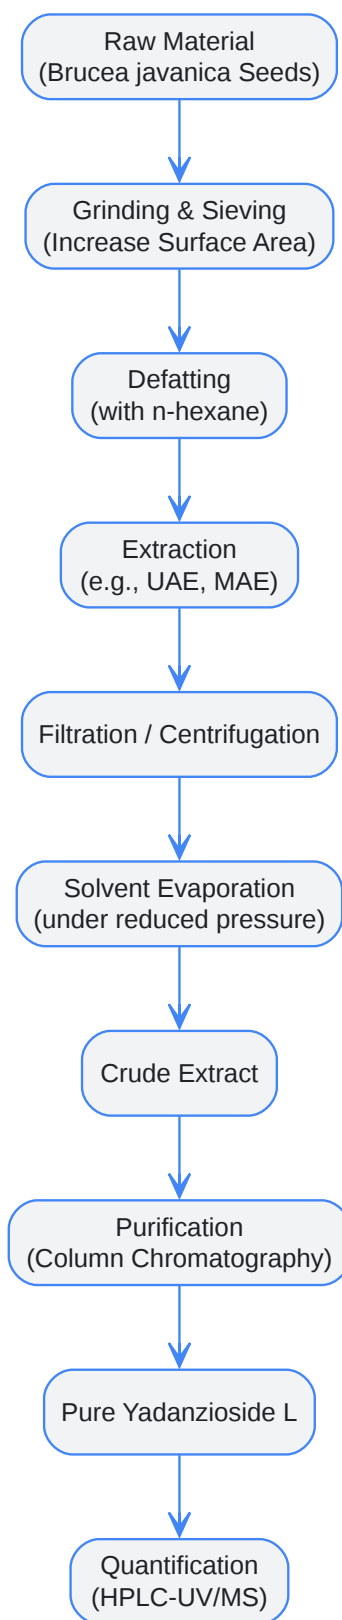 Raw Material
(Brucea javanica Seeds)
Grinding & Sieving
(Increase Surface Area)
Defatting
(with n-hexane)
Extraction
(e.g., UAE, MAE)
Filtration / Centrifugation
Solvent Evaporation
(under reduced pressure)
Crude Extract
Purification
(Column Chromatography)
Pure Yadanzioside L
Quantification
(HPLC-UV/MS)